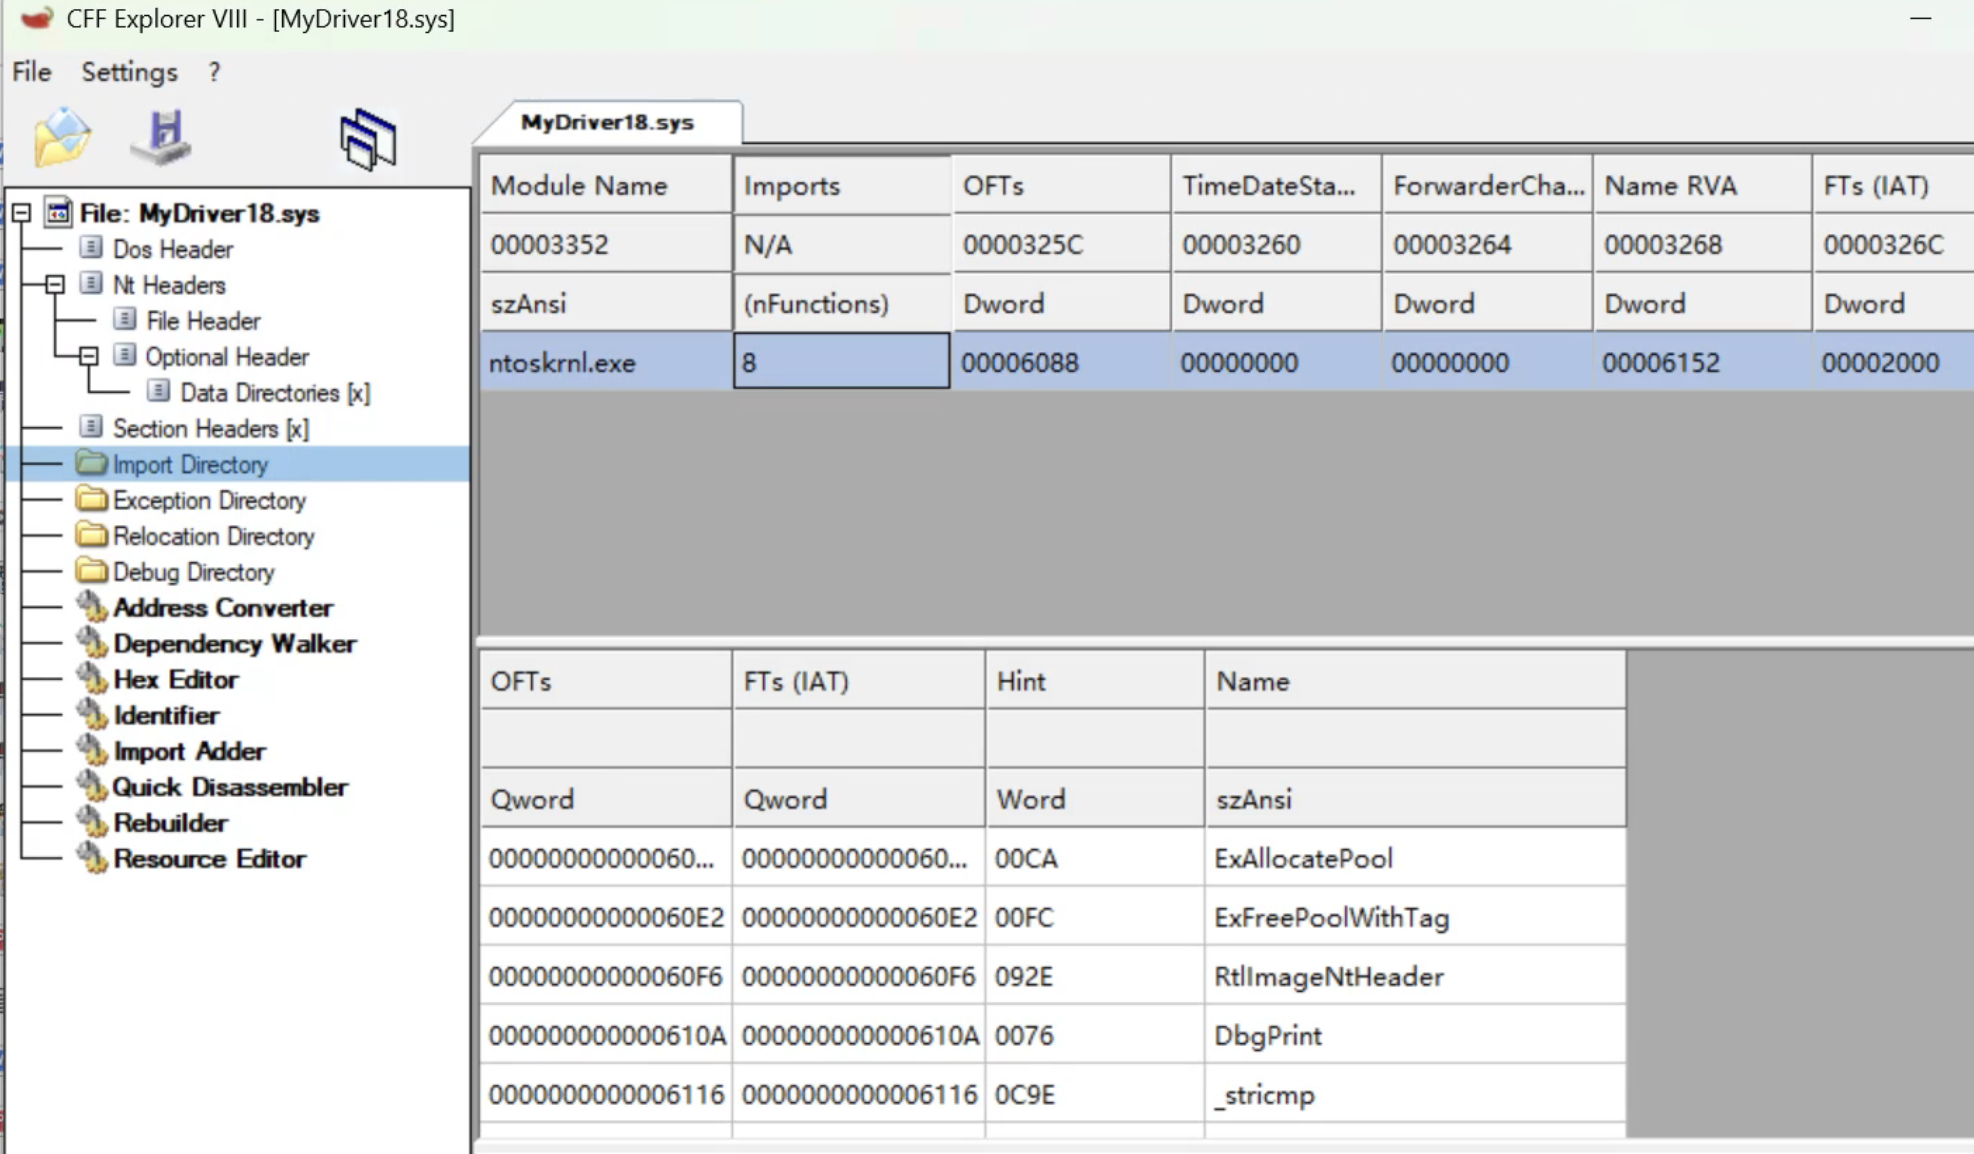 CFF Explorer VIII - [MyDriver18.sys]
File Settings ?
MyDriver18.sys
File: MyDriver18.sys
Dos Header
Nt Headers
File Header
Optional Header
Data Directories [x]
Section Headers [x]
Import Directory
Exception Directory
Relocation Directory
Debug Directory
Address Converter
Dependency Walker
Hex Editor
Identifier
Import Adder
Quick Disassembler
Rebuilder
Resource Editor
Module Name Imports OFTs TimeDateSta... ForwarderCha... Name RVA FTs (IAT)
00003352 N/A 0000325C 00003260 00003264 00003268 0000326C
szAnsi (nFunctions) Dword Dword Dword Dword Dword
ntoskrnl.exe 8 00006088 00000000 00000000 00006152 00002000
OFTs FTs (IAT) Hint Name
Qword Qword Word szAnsi
00000000000060... 00000000000060... 00CA ExAllocatePool
00000000000060E2 00000000000060E2 00FC ExFreePoolWithTag
00000000000060F6 00000000000060F6 092E RtlImageNtHeader
000000000000610A 000000000000610A 0076 DbgPrint
0000000000006116 0000000000006116 0C9E _stricmp